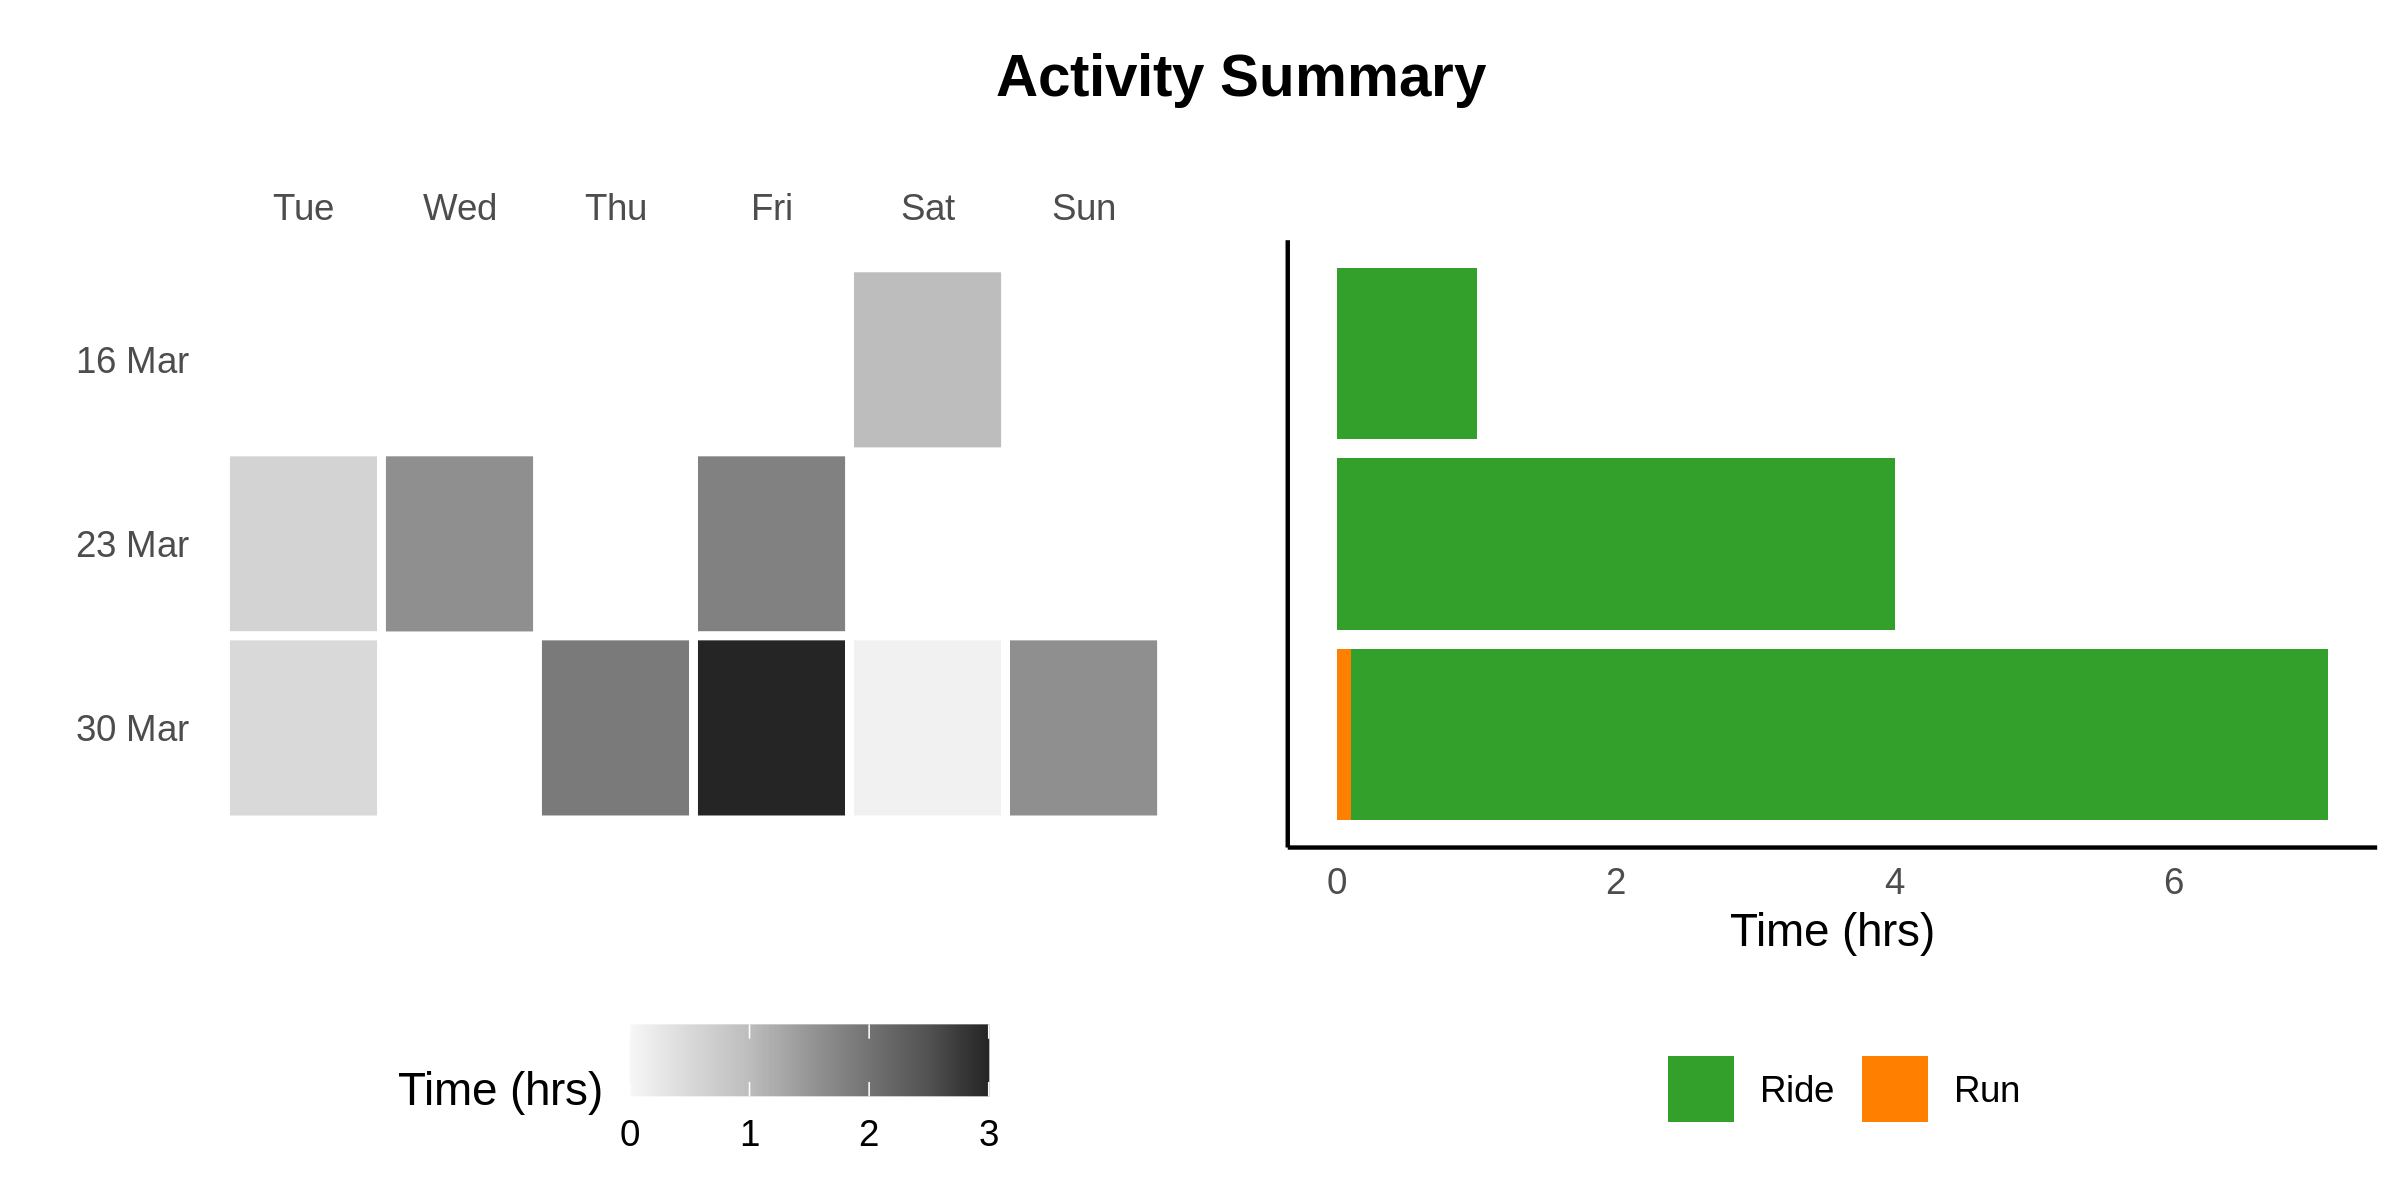 Activity Summary
Tue Wed Thu Fri Sat Sun
16 Mar
23 Mar
30 Mar
0 2 4 6
Time (hrs)
Time (hrs)
0 1 2 3
Ride Run